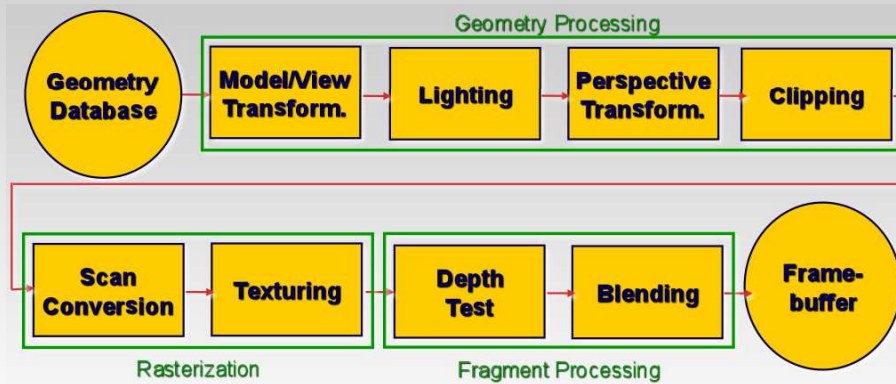 Geometry Processing
Geometry
Database
Model/View
Transform.
Lighting
Perspective
Transform.
Clipping
Scan
Conversion
Texturing
Depth
Test
Blending
Frame-
buffer
Rasterization
Fragment Processing